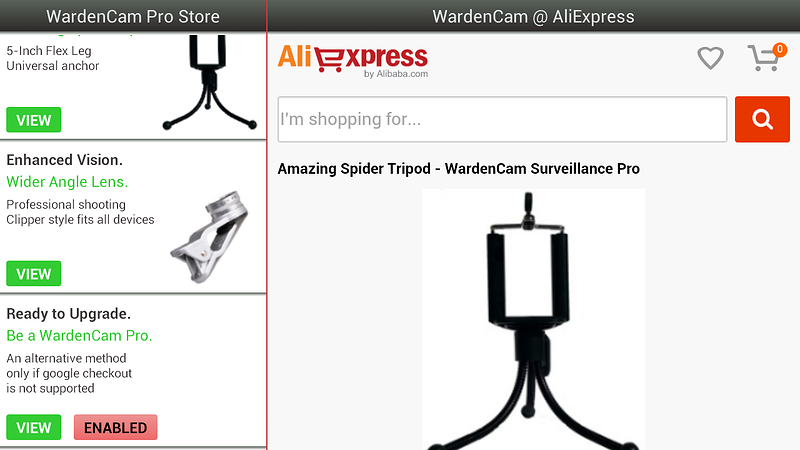 WardenCam Pro Store
5-Inch Flex Leg
Universal anchor
VIEW
Enhanced Vision.
Wider Angle Lens.
Professional shooting
Clipper style fits all devices
VIEW
Ready to Upgrade.
Be a WardenCam Pro.
An alternative method
only if google checkout
is not supported
VIEW ENABLED
WardenCam @ AliExpress
AliExpress
by Alibaba.com
0
I'm shopping for...
Amazing Spider Tripod - WardenCam Surveillance Pro